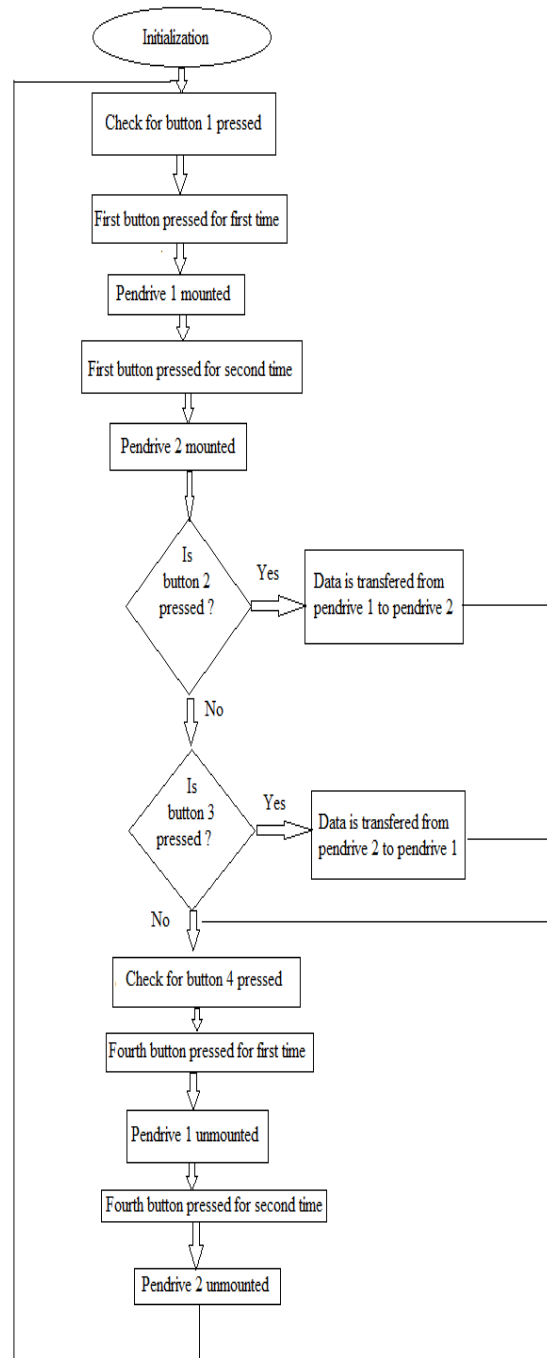 Initialization
Check for button 1 pressed
First button pressed for first time
Pendrive 1 mounted
First button pressed for second time
Pendrive 2 mounted
Is
button 2
pressed ?
Yes
Data is transfered from
pendrive 1 to pendrive 2
No
Is
button 3
pressed ?
Yes
Data is transfered from
pendrive 2 to pendrive 1
No
Check for button 4 pressed
Fourth button pressed for first time
Pendrive 1 unmounted
Fourth button pressed for second time
Pendrive 2 unmounted